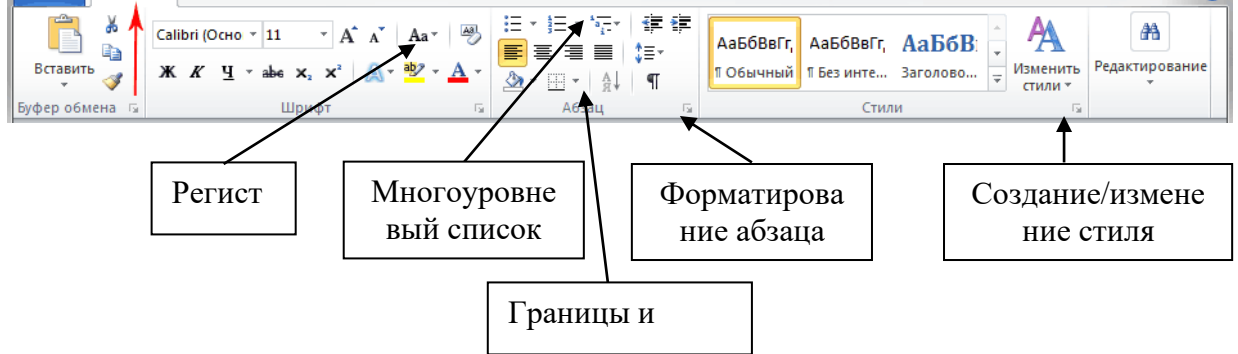 Calibri (Осно 11 А А Аа
АаБбВвГг, АаБбВвГг, АаБбВ
Вставить
Ж К Ч abc x₂ x² ab А
¶ Обычный ¶ Без инте... Заголово...
Изменить стили
Редактирование
Буфер обмена Шрифт Абзац Стили
Регист
Многоуровне
вый список
Форматирова
ние абзаца
Создание/измене
ние стиля
Границы и